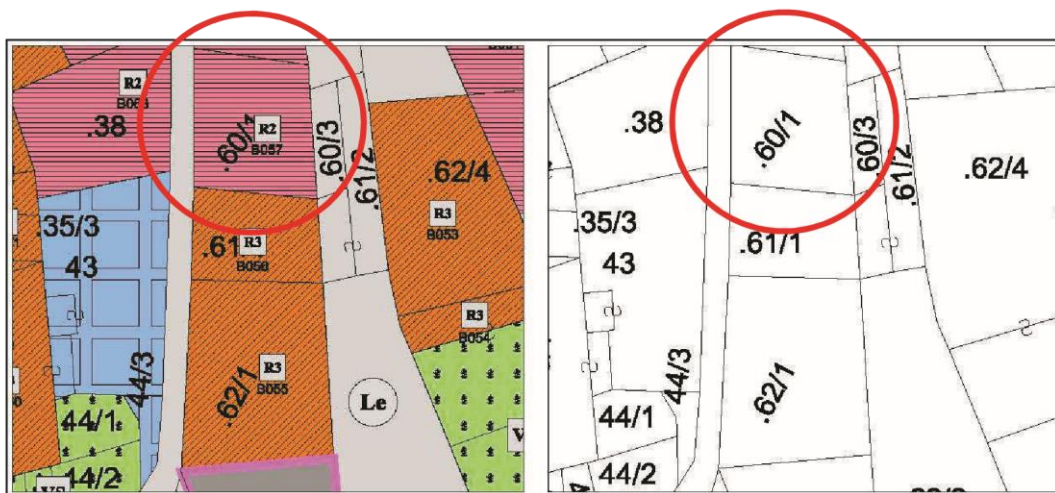 R2
B063
.38
R2
.60/1
B057
.60/3
.61/2
.62/4
R3
B053
.35/3
43
.61
R3
B056
R3
B054
44/3
R3
.62/1
B055
Le
44/1
44/2
.38
.60/1
.60/3
.61/2
.62/4
.35/3
43
.61/1
44/3
.62/1
44/1
44/2